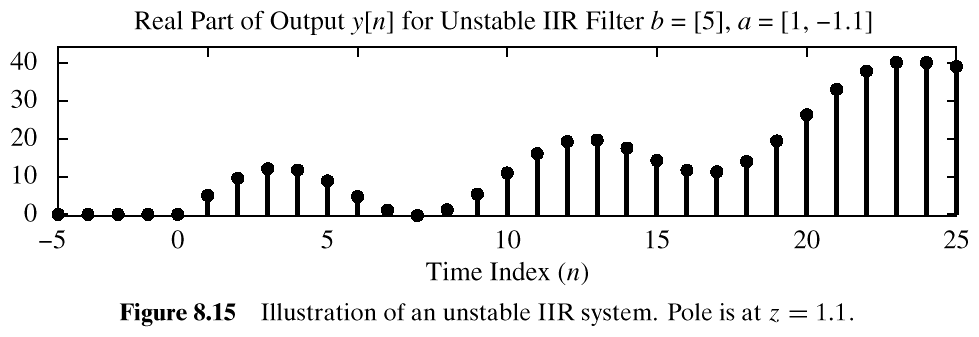 Real Part of Output y[n] for Unstable IIR Filter b = [5], a = [1, −1.1]
40
30
20
10
0
−5 0 5 10 15 20 25
Time Index (n)
Figure 8.15 Illustration of an unstable IIR system. Pole is at z = 1.1.